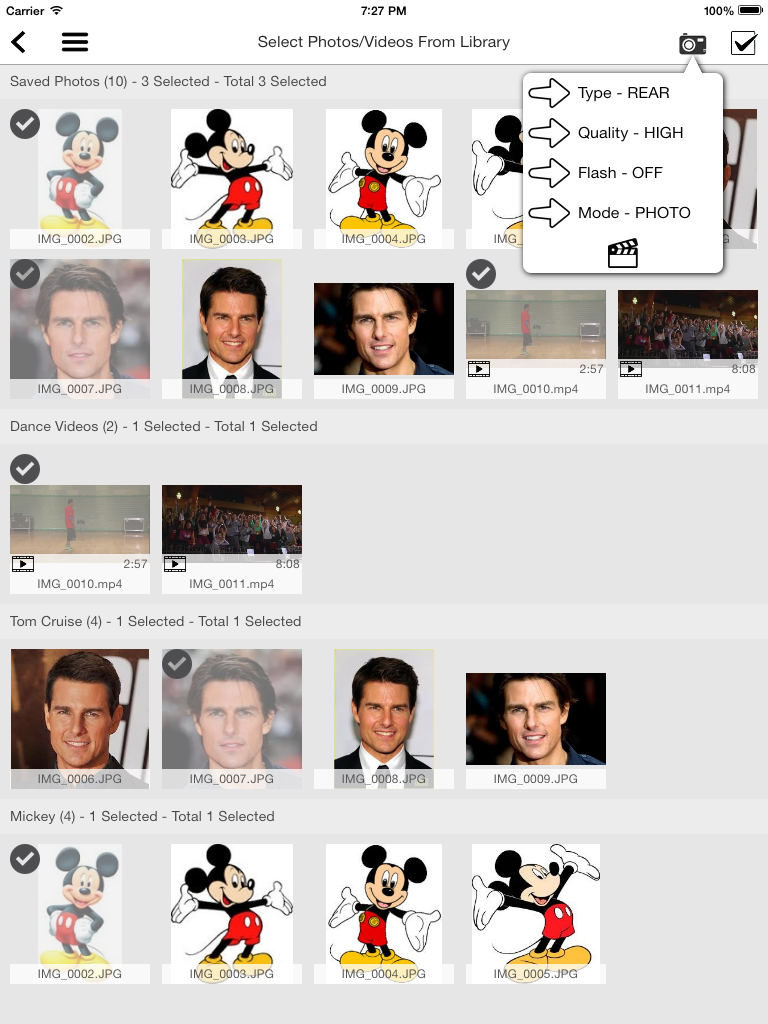 Carrier 7:27 PM 100%
Select Photos/Videos From Library
Saved Photos (10) - 3 Selected - Total 3 Selected
Type - REAR
Quality - HIGH
Flash - OFF
Mode - PHOTO
IMG_0002.JPG IMG_0003.JPG IMG_0004.JPG IMG_ G
2:57 8:08
IMG_0007.JPG IMG_0008.JPG IMG_0009.JPG IMG_0010.mp4 IMG_0011.mp4
Dance Videos (2) - 1 Selected - Total 1 Selected
2:57 8:08
IMG_0010.mp4 IMG_0011.mp4
Tom Cruise (4) - 1 Selected - Total 1 Selected
IMG_0006.JPG IMG_0007.JPG IMG_0008.JPG IMG_0009.JPG
Mickey (4) - 1 Selected - Total 1 Selected
IMG_0002.JPG IMG_0003.JPG IMG_0004.JPG IMG_0005.JPG